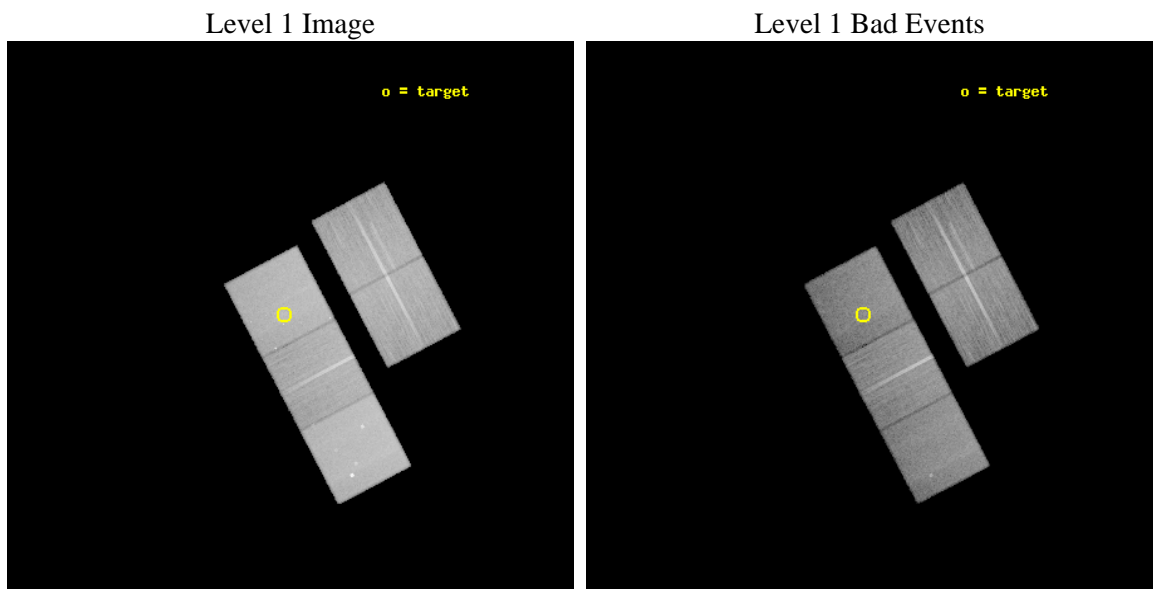 Level 1 Image
Level 1 Bad Events
o = target
o = target